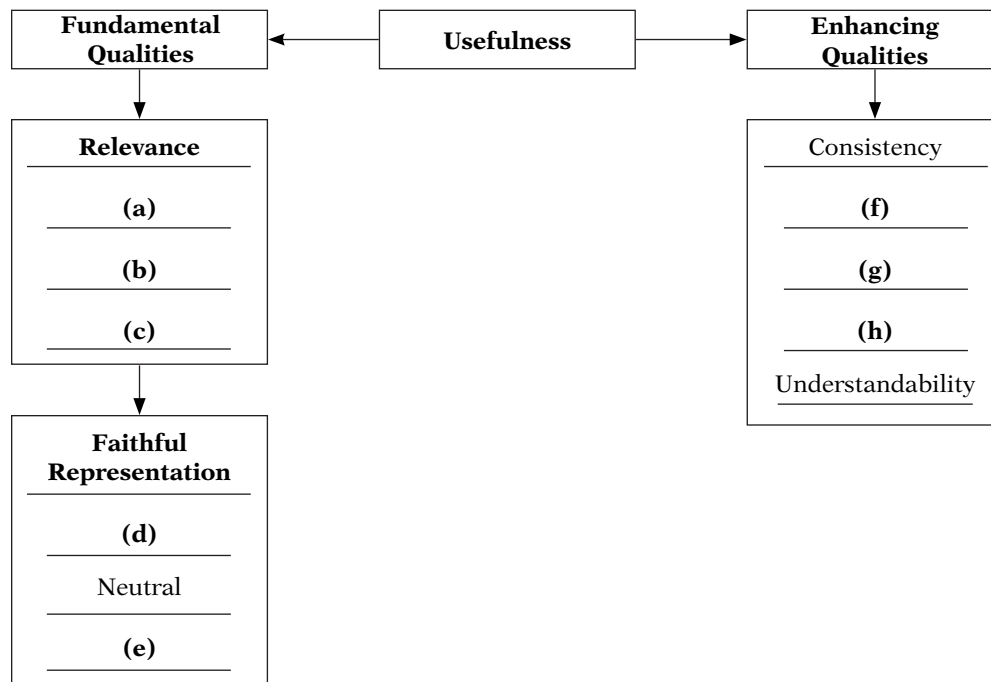 Fundamental
Qualities
Usefulness
Enhancing
Qualities
Relevance
(a)
(b)
(c)
Faithful
Representation
(d)
Neutral
(e)
Consistency
(f)
(g)
(h)
Understandability